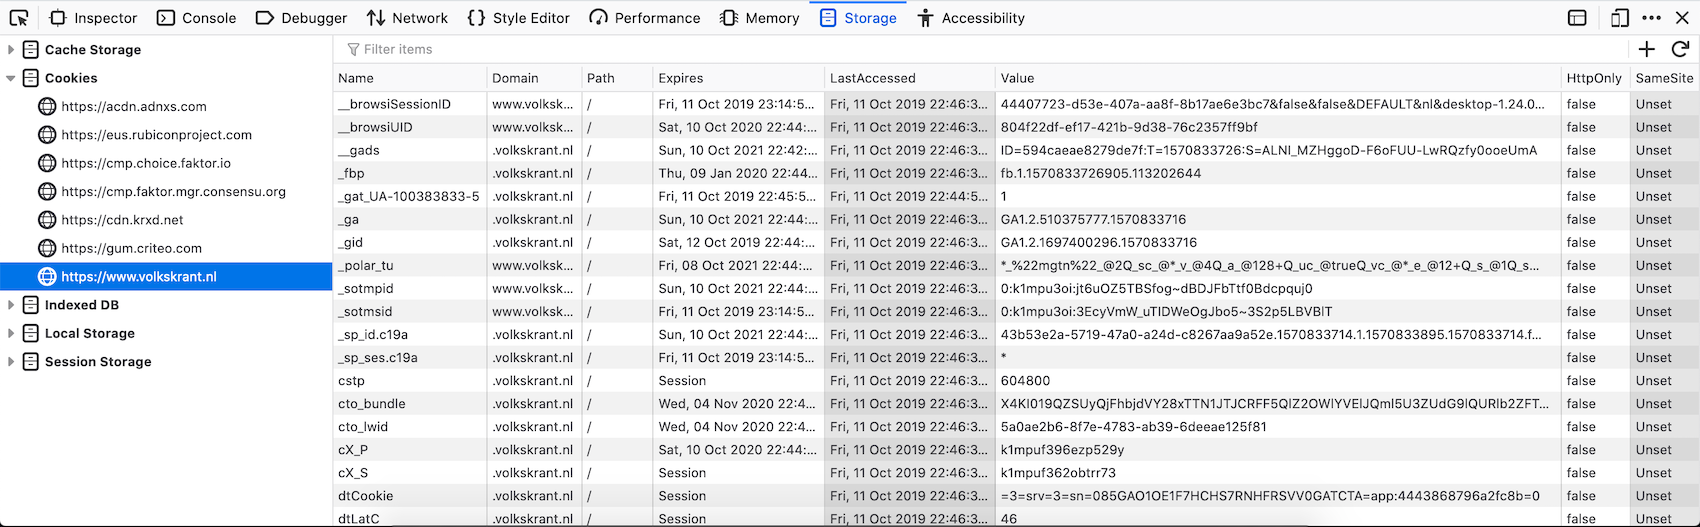 Inspector Console Debugger Network Style Editor Performance Memory Storage Accessibility
Cache Storage
Cookies
https://acdn.adnxs.com
https://eus.rubiconproject.com
https://cmp.choice.faktor.io
https://cmp.faktor.mgr.consensu.org
https://cdn.krxd.net
https://gum.criteo.com
https://www.volkskrant.nl
Indexed DB
Local Storage
Session Storage
Filter items
Name Domain Path Expires LastAccessed Value HttpOnly SameSite
__browsiSessionID www.volksk... / Fri, 11 Oct 2019 23:14:5... Fri, 11 Oct 2019 22:46:3... 44407723-d53e-407a-aa8f-8b17ae6e3bc7&false&false&DEFAULT&nl&desktop-1.24.0... false Unset
__browsiUID www.volksk... / Sat, 10 Oct 2020 22:44:... Fri, 11 Oct 2019 22:46:3... 804f22df-ef17-421b-9d38-76c2357ff9bf false Unset
__gads .volkskrant.nl / Sun, 10 Oct 2021 22:42:... Fri, 11 Oct 2019 22:46:3... ID=594caeae8279de7f:T=1570833726:S=ALNI_MZHggoD-F6oFUU-LwRQzfy0ooeUmA false Unset
_fbp .volkskrant.nl / Thu, 09 Jan 2020 22:44... Fri, 11 Oct 2019 22:46:3... fb.1.1570833726905.113202644 false Unset
_gat_UA-100383833-5 .volkskrant.nl / Fri, 11 Oct 2019 22:45:5... Fri, 11 Oct 2019 22:44:5... 1 false Unset
_ga .volkskrant.nl / Sun, 10 Oct 2021 22:44:... Fri, 11 Oct 2019 22:46:3... GA1.2.510375777.1570833716 false Unset
_gid .volkskrant.nl / Sat, 12 Oct 2019 22:44:... Fri, 11 Oct 2019 22:46:3... GA1.2.1697400296.1570833716 false Unset
_polar_tu www.volksk... / Fri, 08 Oct 2021 22:44:... Fri, 11 Oct 2019 22:46:3... *_%22mgtn%22_@2Q_sc_@*_v_@4Q_a_@128+Q_uc_@trueQ_vc_@*_e_@12+Q_s_@1Q_s... false Unset
_sotmpid www.volksk... / Sun, 10 Oct 2021 22:44:... Fri, 11 Oct 2019 22:46:3... 0:k1mpu3oi:jt6uOZ5TBSfog~dBDJFbTtf0Bdcpquj0 false Unset
_sotmsid www.volksk... / Fri, 11 Oct 2019 23:14:5... Fri, 11 Oct 2019 22:46:3... 0:k1mpu3oi:3EcyVmW_uTIDWeOgJbo5~3S2p5LBVBlT false Unset
_sp_id.c19a .volkskrant.nl / Sun, 10 Oct 2021 22:44:... Fri, 11 Oct 2019 22:46:3... 43b53e2a-5719-47a0-a24d-c8267aa9a52e.1570833714.1.1570833895.1570833714.f... false Unset
_sp_ses.c19a .volkskrant.nl / Fri, 11 Oct 2019 23:14:5... Fri, 11 Oct 2019 22:46:3... * false Unset
cstp .volkskrant.nl / Session Fri, 11 Oct 2019 22:46:3... 604800 false Unset
cto_bundle .volkskrant.nl / Wed, 04 Nov 2020 22:4... Fri, 11 Oct 2019 22:46:3... X4KI019QZSUyQjFhbjdVY28xTTN1JTJCRFF5QlZ2OWlYVElJQml5U3ZUdG9lQURlb2ZFT... false Unset
cto_lwid .volkskrant.nl / Wed, 04 Nov 2020 22:4... Fri, 11 Oct 2019 22:46:3... 5a0ae2b6-8f7e-4783-ab39-6deeae125f81 false Unset
cX_P .volkskrant.nl / Sat, 10 Oct 2020 22:44:... Fri, 11 Oct 2019 22:46:3... k1mpuf396ezp529y false Unset
cX_S .volkskrant.nl / Session Fri, 11 Oct 2019 22:46:3... k1mpuf362obtrr73 false Unset
dtCookie .volkskrant.nl / Session Fri, 11 Oct 2019 22:46:3... =3=srv=3=sn=085GAO1OE1F7HCHS7RNHFRSVV0GATCTA=app:4443868796a2fc8b=0 false Unset
dtLatC .volkskrant.nl / Session Fri, 11 Oct 2019 22:46:3... 46 false Unset